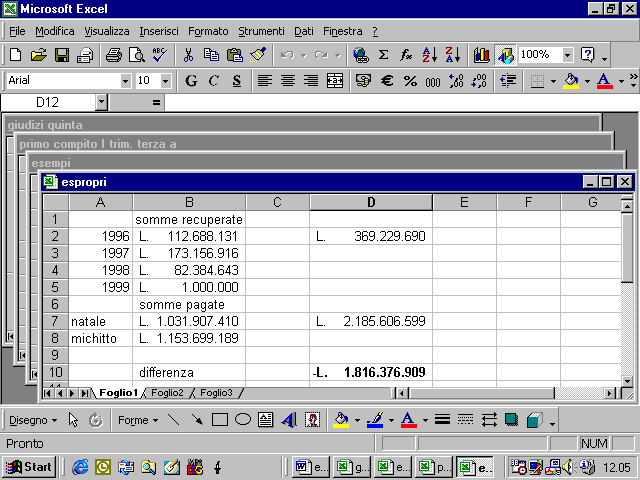 Microsoft Excel
File Modifica Visualizza Inserisci Formato Strumenti Dati Finestra ?
100%
Arial 10 G C S € % 000
D12 =
giudizi quinta
primo compito I trim. terza a
esempi
espropri
A B C D E F G
1 somme recuperate
2 1996 L. 112.688.131 L. 369.229.690
3 1997 L. 173.156.916
4 1998 L. 82.384.643
5 1999 L. 1.000.000
6 somme pagate
7 natale L. 1.031.907.410 L. 2.185.606.599
8 michitto L. 1.153.699.189
9
10 differenza -L. 1.816.376.909
11
Foglio1 Foglio2 Foglio3
Disegno Forme
Pronto NUM
Start e... g... e... p... e... 12.05